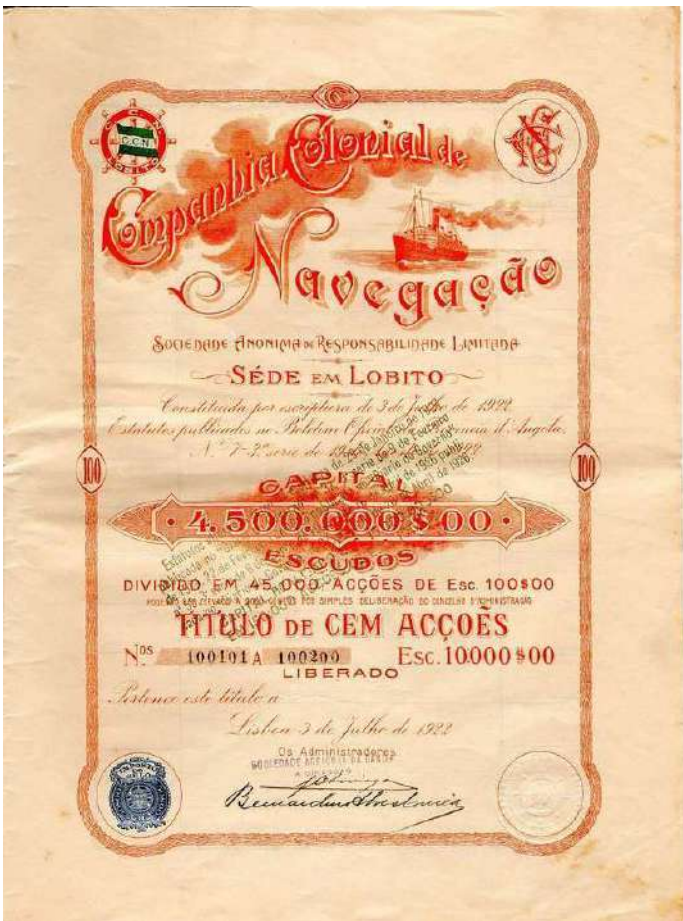 C.C.N.
LOBITO
Companhia Colonial de
Navegação
SOCIEDADE ANONIMA DE RESPONSABILIDADE LIMITADA
SÉDE EM LOBITO
Constituida por escriptura de 3 de Julho de 1922
Estatutos publicados no Boletim Oficial da Provincia d'Angola,
100
100
CAPITAL
4.500.000$00
ESCUDOS
DIVIDIDO EM 45.000 ACÇÕES DE Esc. 100$00
TITULO DE CEM ACÇOÊS
Nos 100101 A 100200 Esc. 10.000$00
LIBERADO
Pertence este titulo a
Lisboa 3 de Julho de 1922
Os Administradores